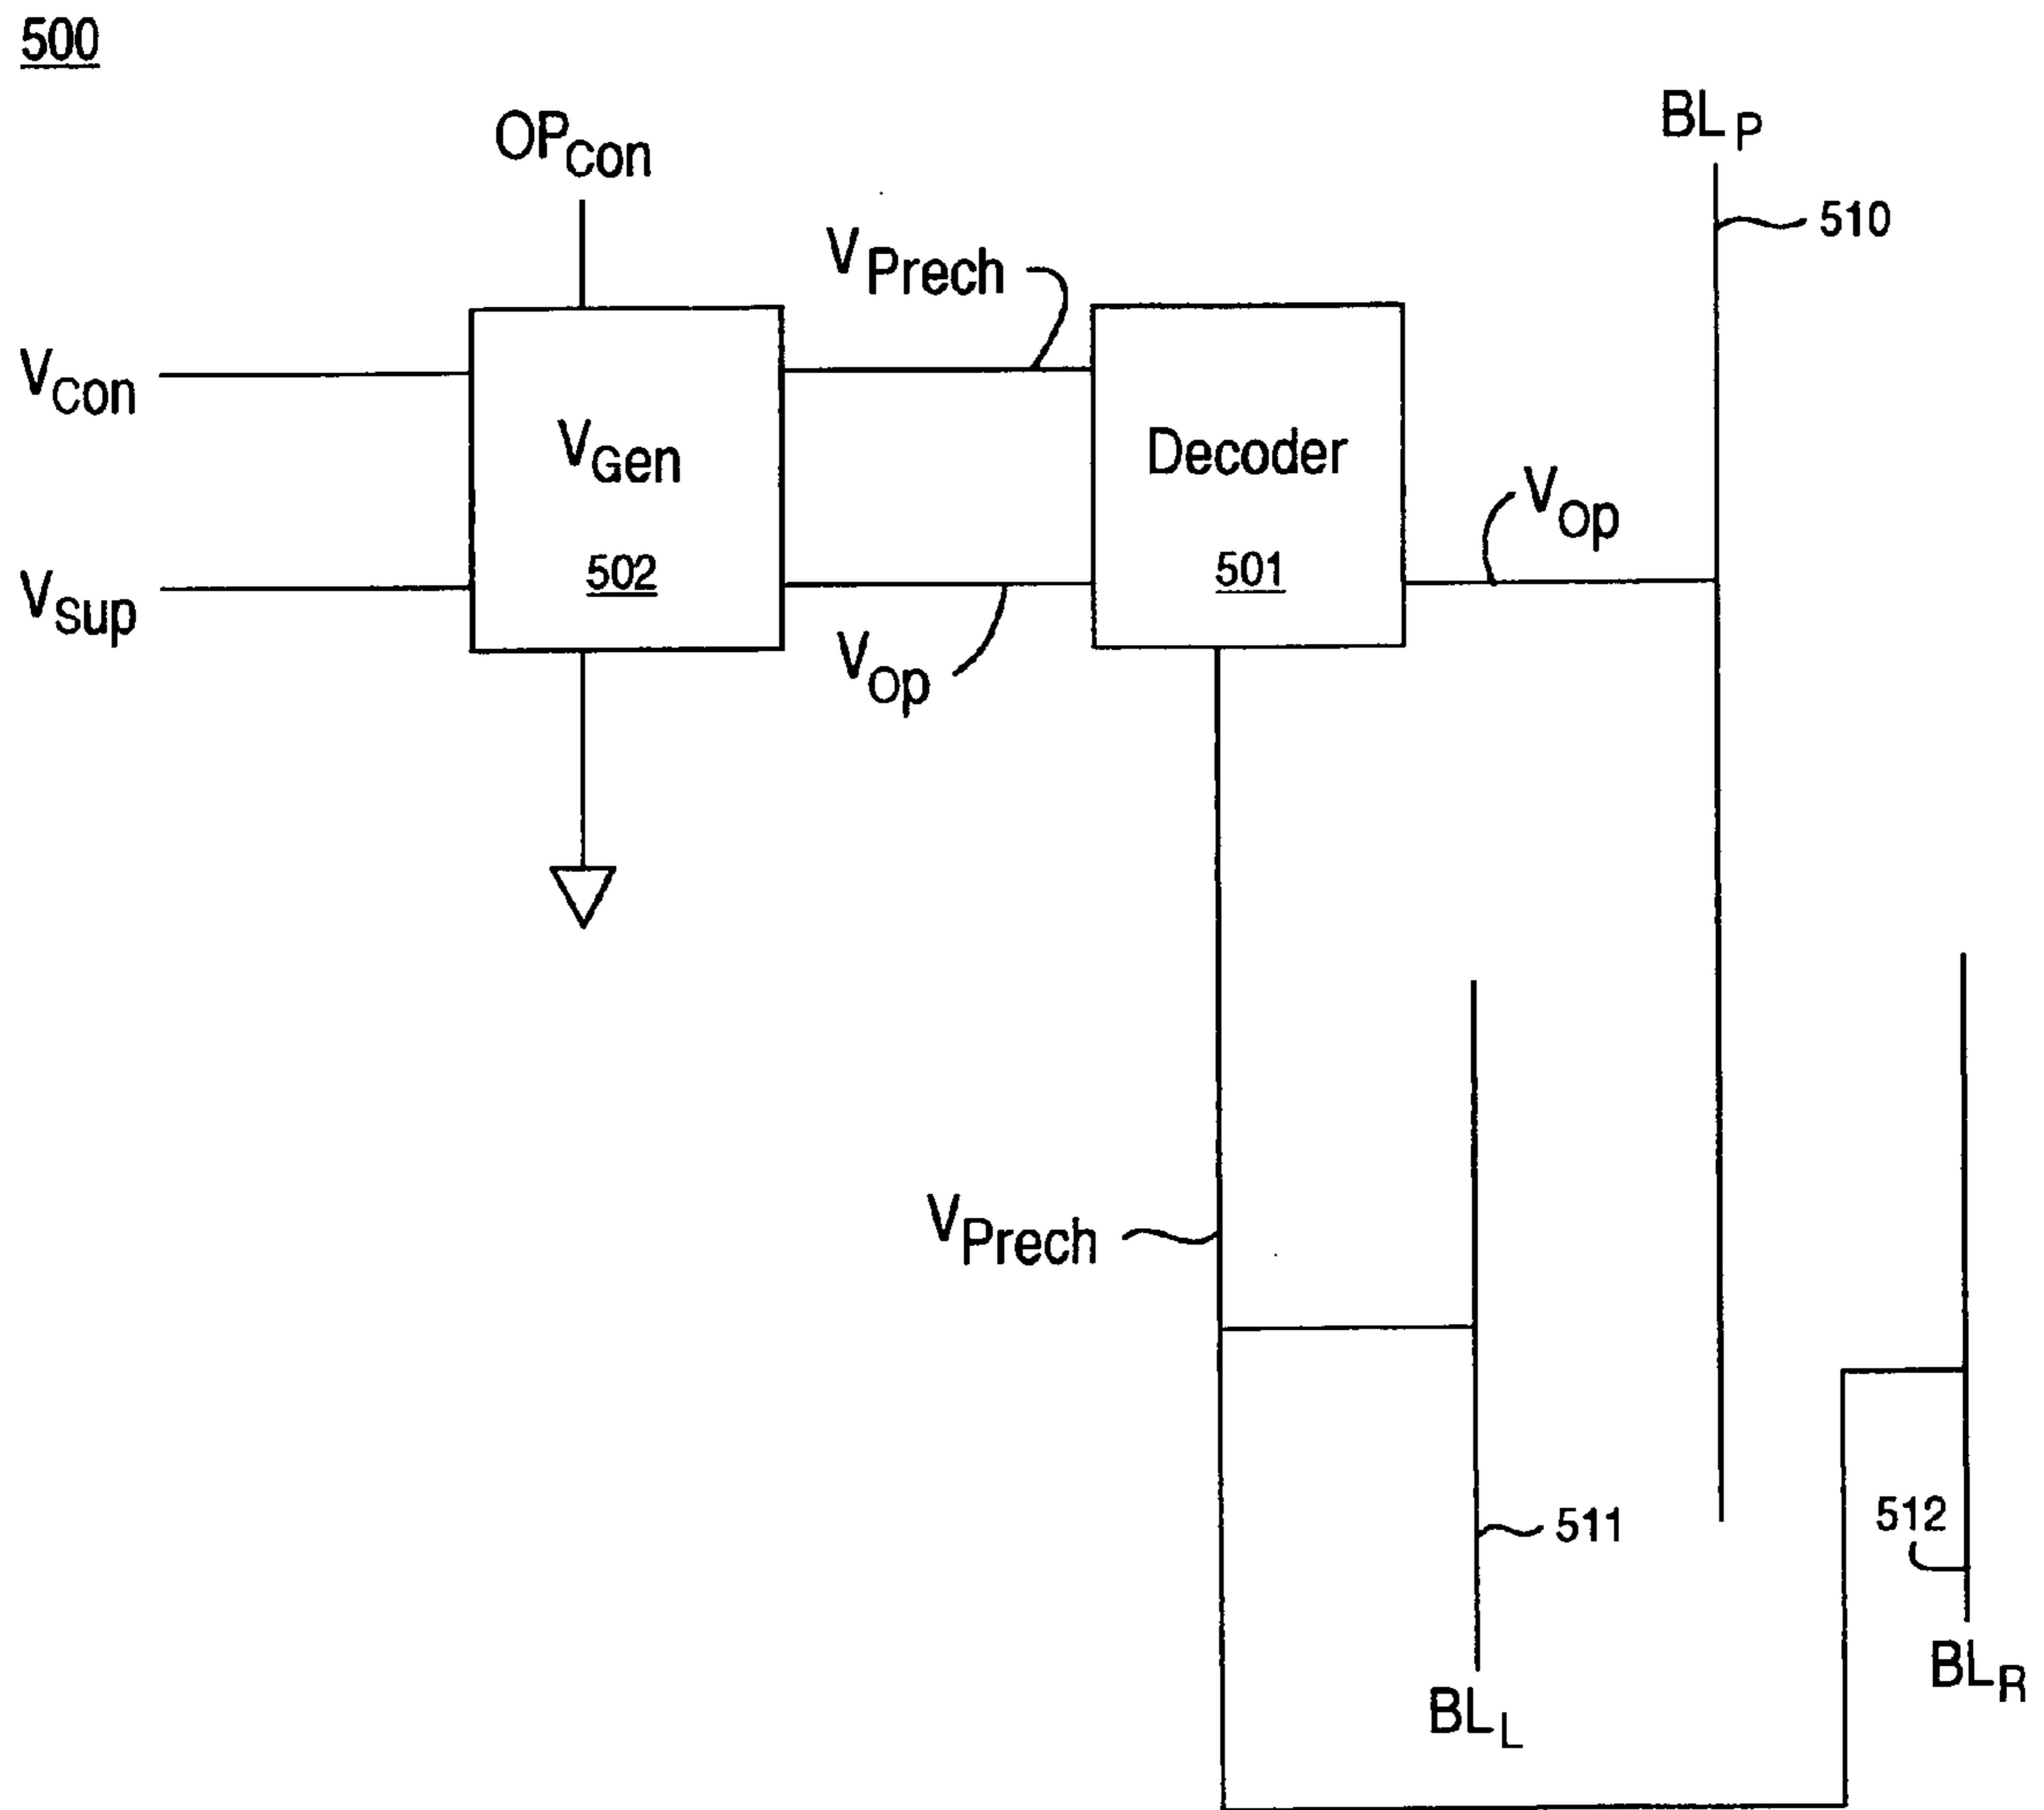 500
OPCon
BLP
510
VPrech
VCon
VGen
502
Decoder
501
VOp
VSup
VOp
VPrech
511
512
BLR
BLL